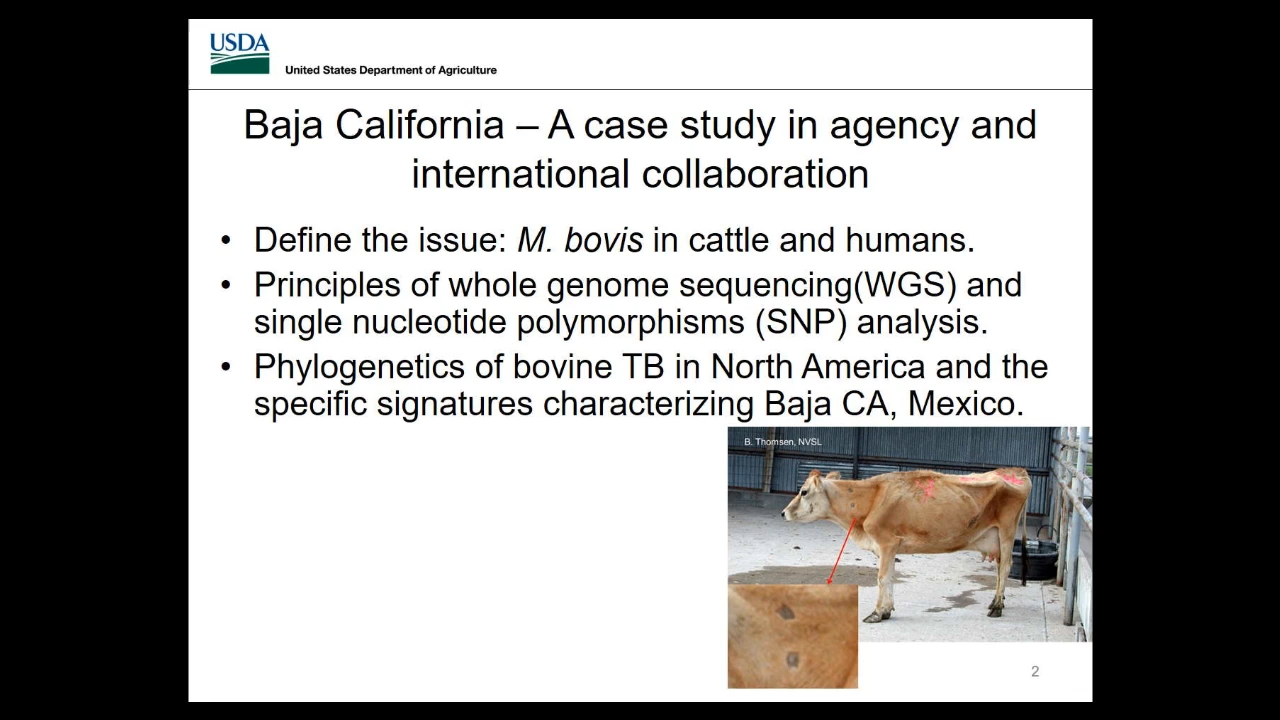 USDA
United States Department of Agriculture
Baja California – A case study in agency and
international collaboration
• Define the issue: M. bovis in cattle and humans.
• Principles of whole genome sequencing(WGS) and
single nucleotide polymorphisms (SNP) analysis.
• Phylogenetics of bovine TB in North America and the
specific signatures characterizing Baja CA, Mexico.
B. Thomsen, NVSL
2